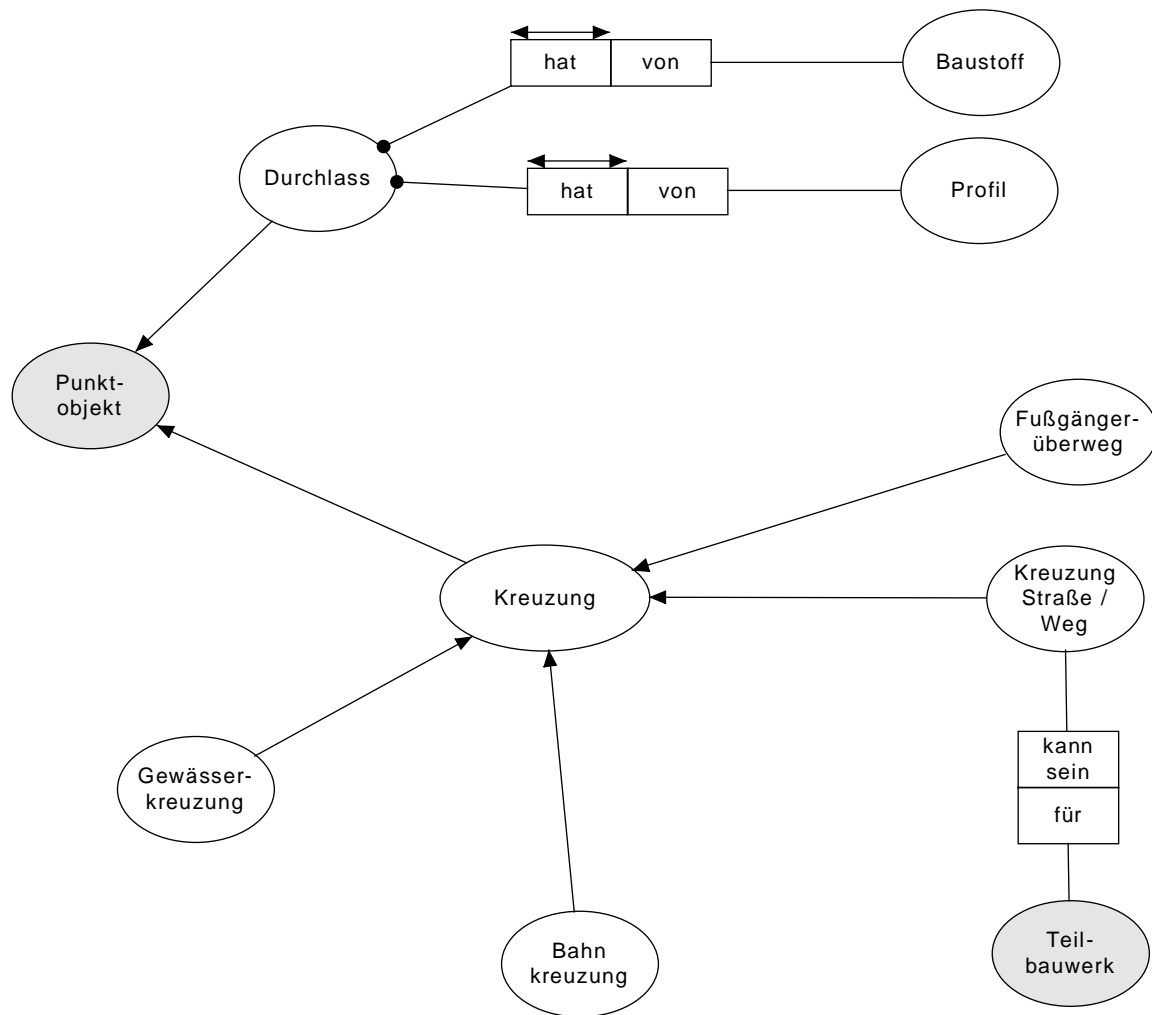 hat
von
Baustoff
Durchlass
hat
von
Profil
Punkt-
objekt
Fußgänger-
überweg
Kreuzung
Kreuzung
Straße /
Weg
Gewässer-
kreuzung
kann
sein
für
Bahn
kreuzung
Teil-
bauwerk